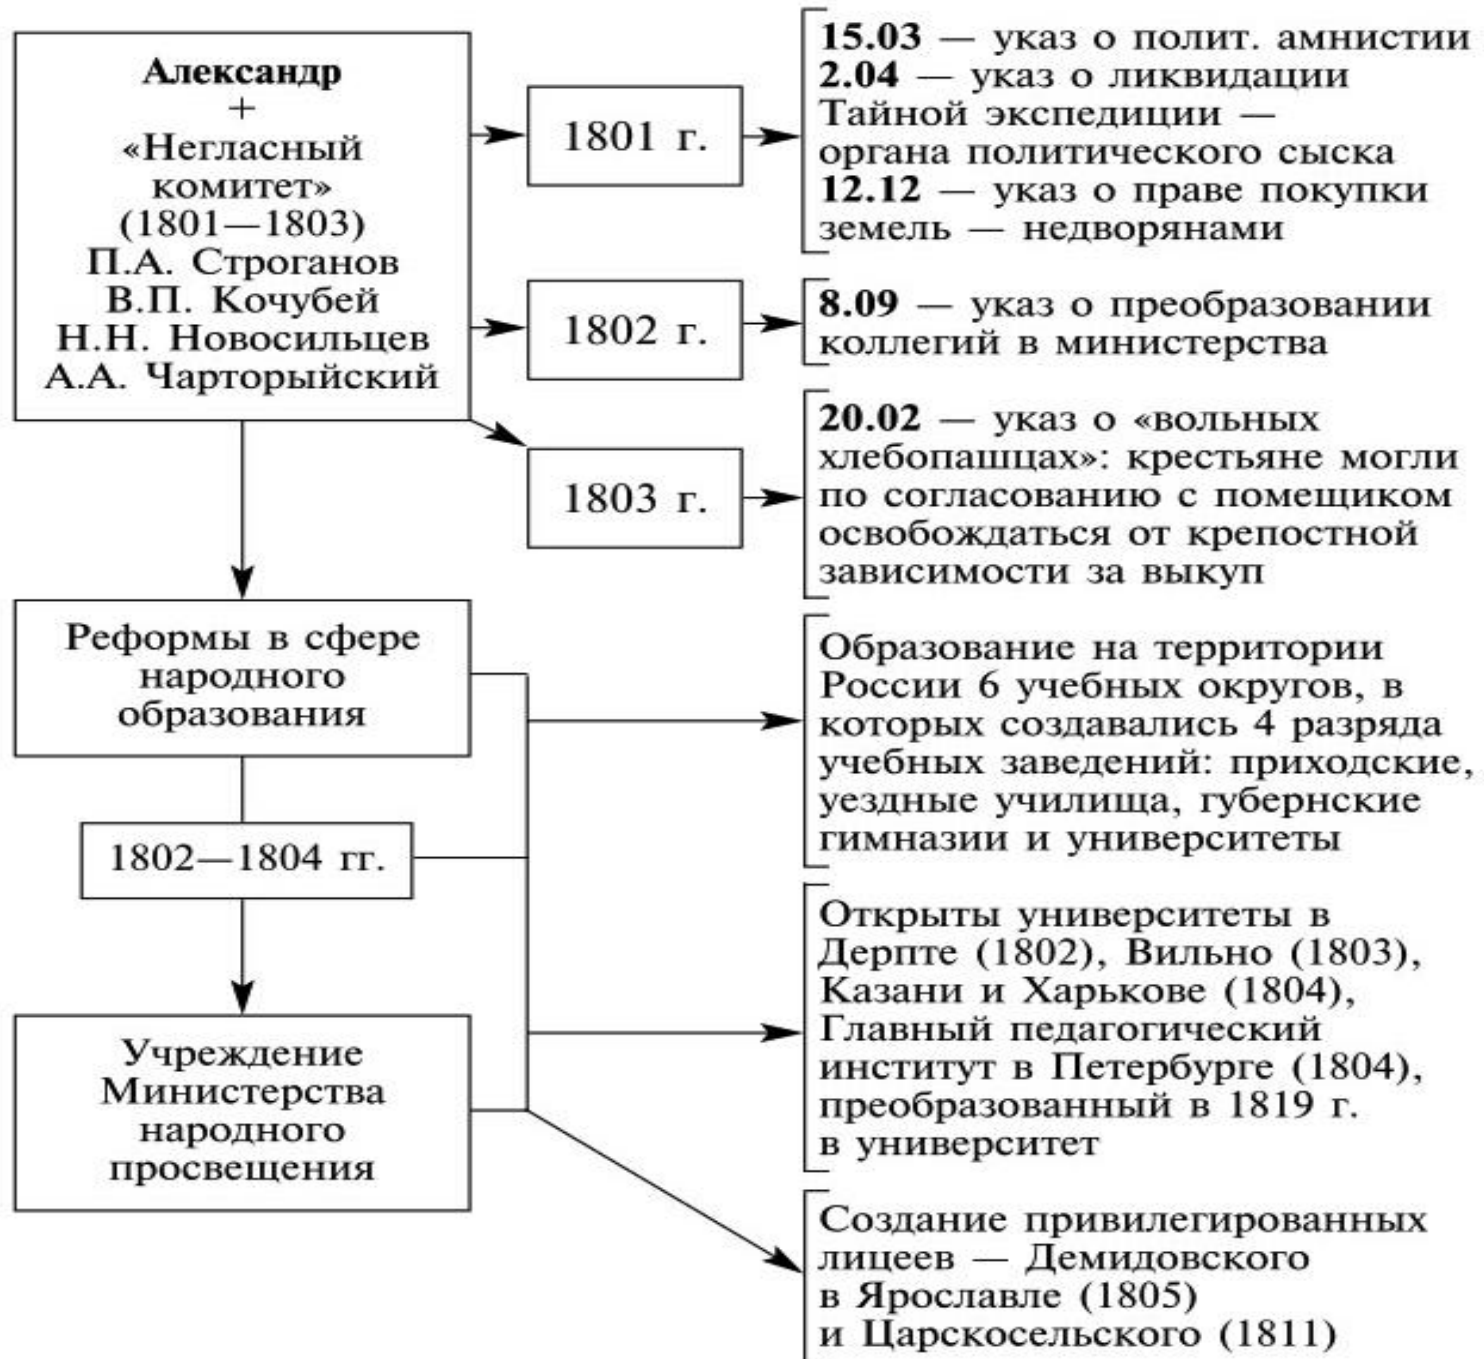 Александр
+
«Негласный
комитет»
(1801—1803)
П.А. Строганов
В.П. Кочубей
Н.Н. Новосильцев
А.А. Чарторыйский
1801 г.
15.03 — указ о полит. амнистии
2.04 — указ о ликвидации
Тайной экспедиции —
органа политического сыска
12.12 — указ о праве покупки
земель — недворянами
1802 г.
8.09 — указ о преобразовании
коллегий в министерства
1803 г.
20.02 — указ о «вольных
хлебопашцах»: крестьяне могли
по согласованию с помещиком
освобождаться от крепостной
зависимости за выкуп
Реформы в сфере
народного
образования
1802—1804 гг.
Учреждение
Министерства
народного
просвещения
Образование на территории
России 6 учебных округов, в
которых создавались 4 разряда
учебных заведений: приходские,
уездные училища, губернские
гимназии и университеты
Открыты университеты в
Дерпте (1802), Вильно (1803),
Казани и Харькове (1804),
Главный педагогический
институт в Петербурге (1804),
преобразованный в 1819 г.
в университет
Создание привилегированных
лицеев — Демидовского
в Ярославле (1805)
и Царскосельского (1811)